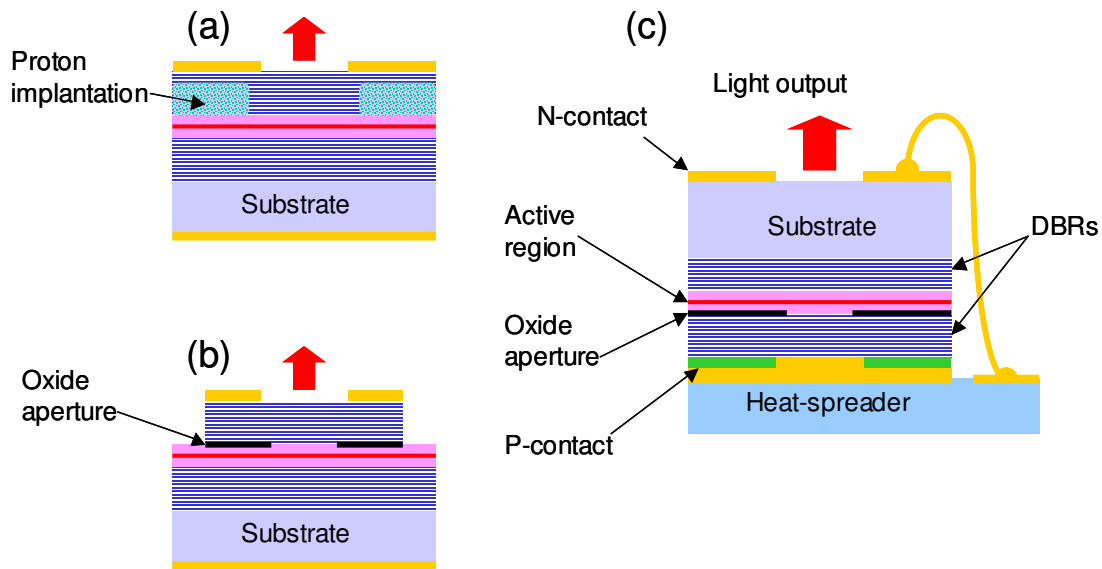 (a)
Proton
implantation
Substrate
(b)
Oxide
aperture
Substrate
(c)
Light output
N-contact
Substrate
Active
region
DBRs
Oxide
aperture
Heat-spreader
P-contact